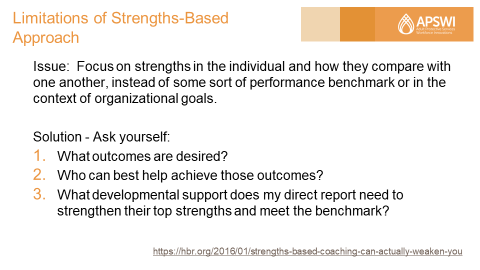 Limitations of Strengths-Based
Approach
APSWI
Issue: Focus on strengths in the individual and how they compare with
one another, instead of some sort of performance benchmark or in the
context of organizational goals.
Solution - Ask yourself:
1. What outcomes are desired?
2. Who can best help achieve those outcomes?
3. What developmental support does my direct report need to
strengthen their top strengths and meet the benchmark?
https://hbr.org/2016/01/strengths-based-coaching-can-actually-weaken-you